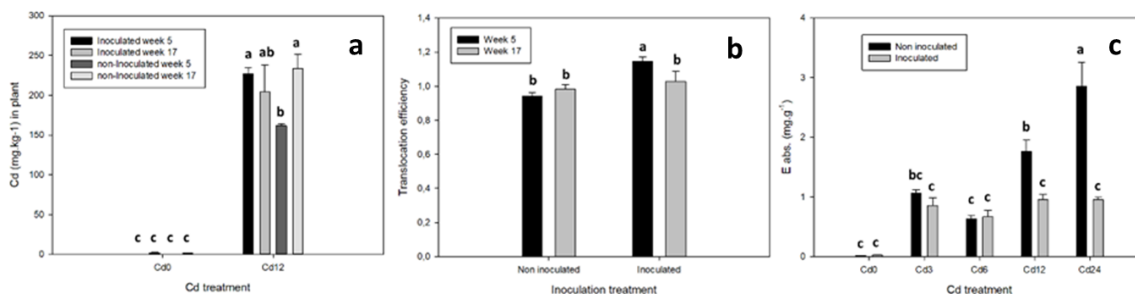 a
Inoculated week 5
Inoculated week 17
non-Inoculated week 5
non-Inoculated week 17
Cd (mg.kg-1) in plant
300
250
200
150
100
50
0
c c c c
a ab b a
Cd0 Cd12
Cd treatment
b
Week 5
Week 17
Translocation efficiency
1,4
1,2
1,0
0,8
0,6
0,4
0,2
0,0
b b a b
Non inoculated Inoculated
Inoculation treatment
c
Non inoculated
Inoculated
E abs. (mg.g-1)
4
3
2
1
0
c c bc c c c b c a c
Cd0 Cd3 Cd6 Cd12 Cd24
Cd treatment